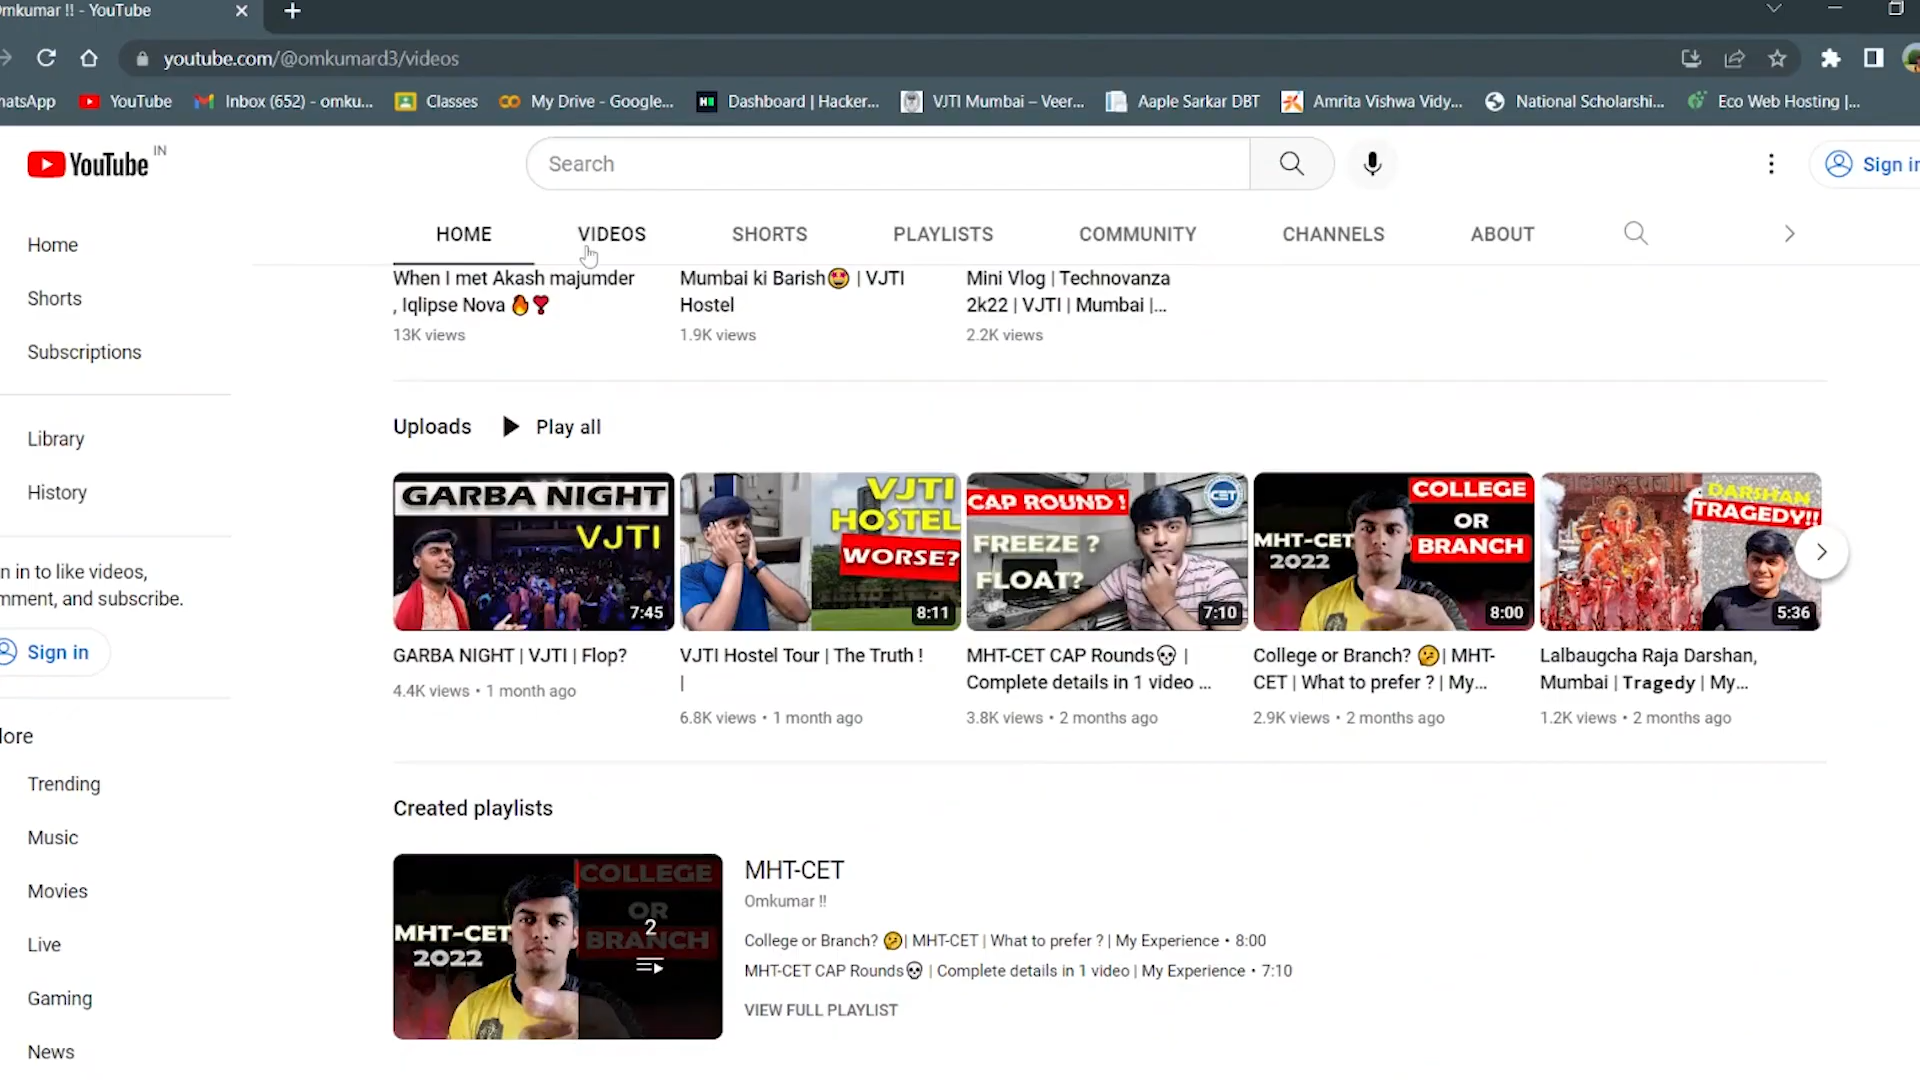 Omkumar !! - YouTube
youtube.com/@omkumard3/videos
WhatsApp YouTube Inbox (652) - omku... Classes My Drive - Google... Dashboard | Hacker... VJTI Mumbai – Veer... Aaple Sarkar DBT Amrita Vishwa Vidy... National Scholarshi... Eco Web Hosting |...
YouTube IN
Search
Sign in
HOME VIDEOS SHORTS PLAYLISTS COMMUNITY CHANNELS ABOUT
Home
Shorts
Subscriptions
Library
History
n in to like videos,
mment, and subscribe.
Sign in
lore
Trending
Music
Movies
Live
Gaming
News
When I met Akash majumder
, Iqlipse Nova 🔥❣
13K views
Mumbai ki Barish🤩 | VJTI
Hostel
1.9K views
Mini Vlog | Technovanza
2k22 | VJTI | Mumbai |...
2.2K views
Uploads Play all
GARBA NIGHT
VJTI
7:45
GARBA NIGHT | VJTI | Flop?
4.4K views • 1 month ago
VJTI
HOSTEL
WORSE?
8:11
VJTI Hostel Tour | The Truth !
|
6.8K views • 1 month ago
CAP ROUND !
CET
FREEZE ?
FLOAT?
7:10
MHT-CET CAP Rounds💀 |
Complete details in 1 video ...
3.8K views • 2 months ago
COLLEGE
OR
BRANCH
MHT-CET
2022
8:00
College or Branch? 🫤| MHT-
CET | What to prefer ? | My...
2.9K views • 2 months ago
DARSHAN
TRAGEDY!!
5:36
Lalbaugcha Raja Darshan,
Mumbai | 𝗧𝗿𝗮𝗴𝗲𝗱𝘆 | My...
1.2K views • 2 months ago
Created playlists
COLLEGE
OR
BRANCH
MHT-CET
2022
2
MHT-CET
Omkumar !!
College or Branch? 🫤| MHT-CET | What to prefer ? | My Experience • 8:00
MHT-CET CAP Rounds💀 | Complete details in 1 video | My Experience • 7:10
VIEW FULL PLAYLIST